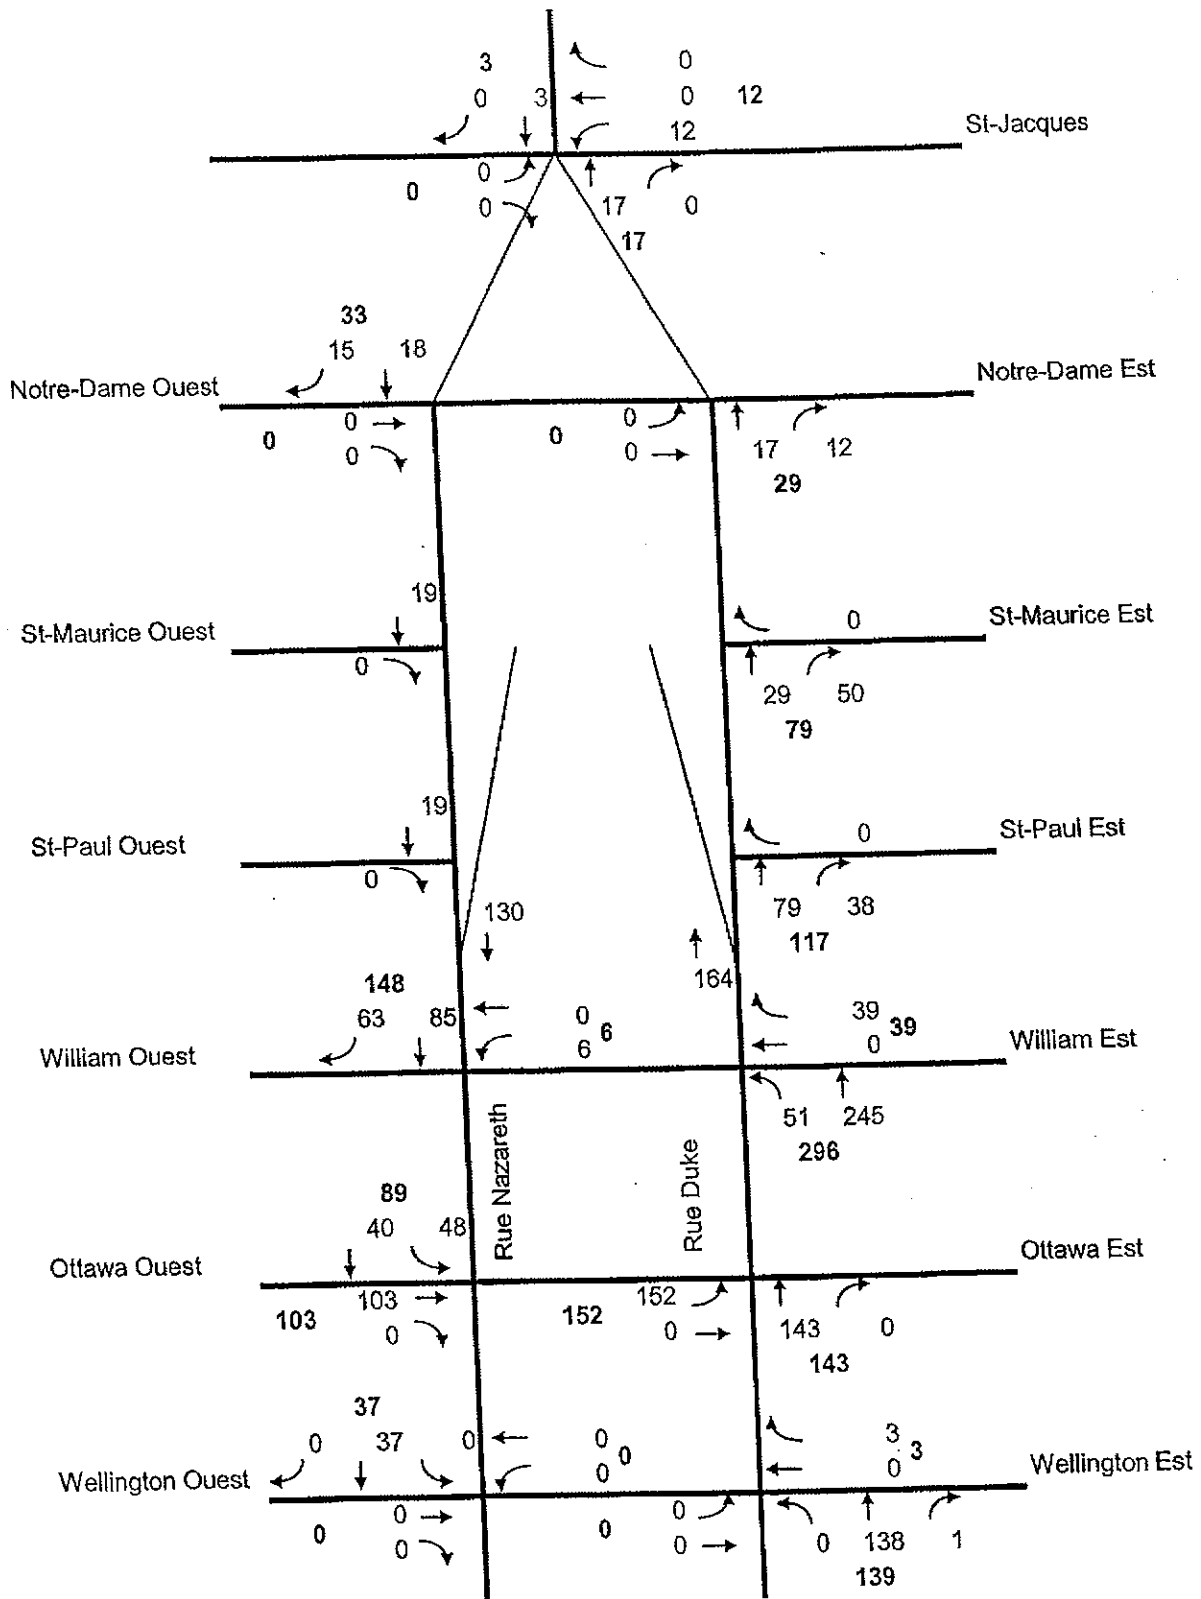 3 0
0 3 0 12
12 St-Jacques
0
0 0
17 0
17
33
15 18
Notre-Dame Ouest Notre-Dame Est
0 0
0 0 0 0 17 12
29
19
St-Maurice Ouest 0 St-Maurice Est
0
29 50
79
19
St-Paul Ouest 0 St-Paul Est
0
130 79 38
117
148 164
63 85 0 6 39 39
William Ouest 6 0 William Est
51 245
296
Rue Nazareth
Rue Duke
89
40 48
Ottawa Ouest Ottawa Est
103 103 152 152
0 0 143 0
143
37
0 37 0 0 0 3 3
Wellington Ouest 0 0 Wellington Est
0 0 0 0
0 0 0 138 1
139